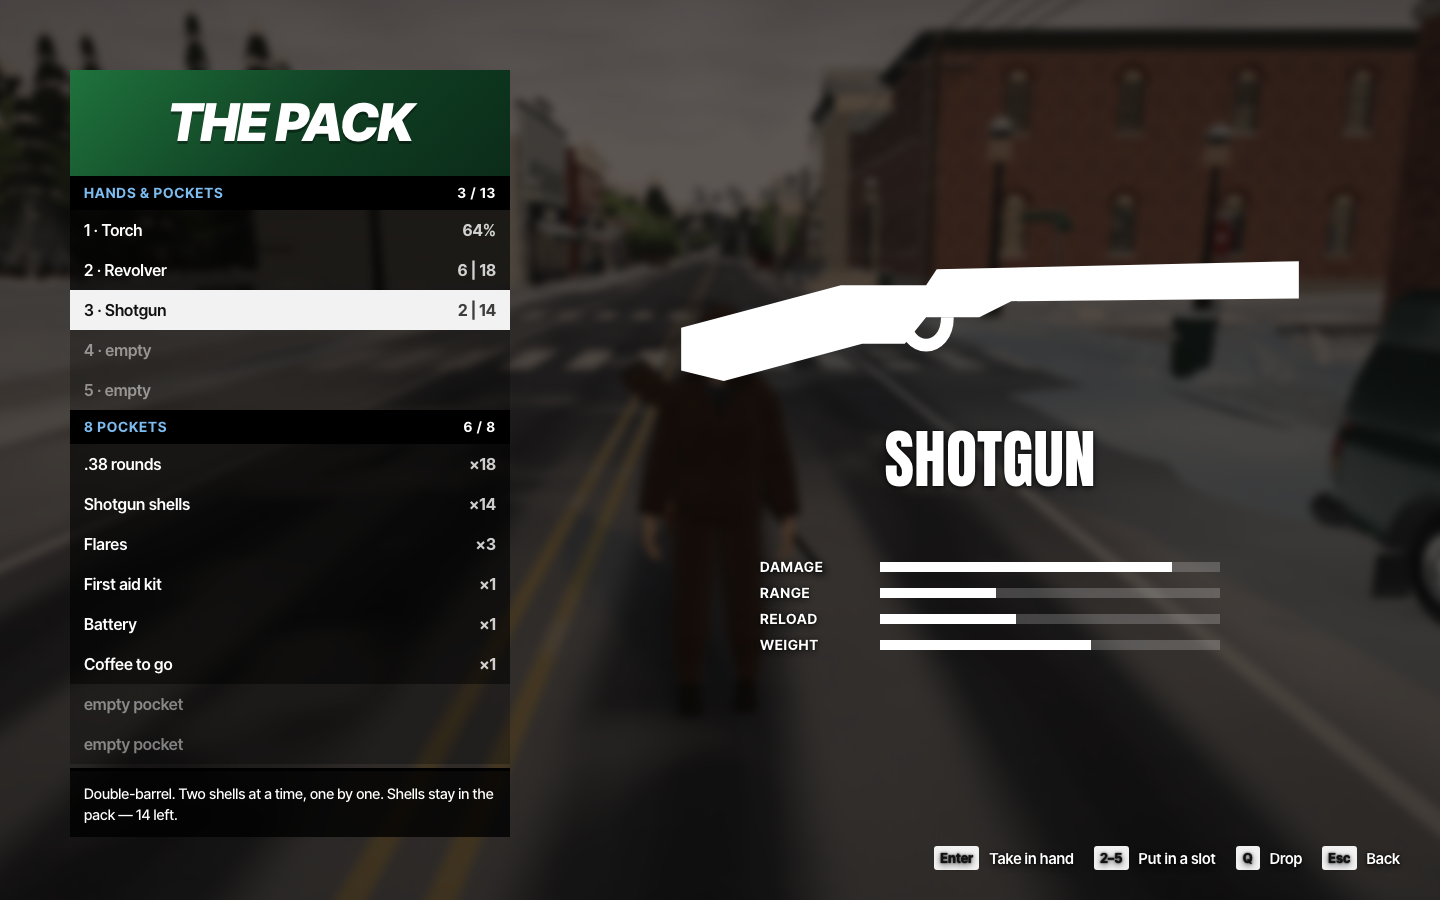 THE PACK
HANDS & POCKETS 3 / 13
1 · Torch 64%
2 · Revolver 6 | 18
3 · Shotgun 2 | 14
4 · empty
5 · empty
8 POCKETS 6 / 8
.38 rounds ×18
Shotgun shells ×14
Flares ×3
First aid kit ×1
Battery ×1
Coffee to go ×1
empty pocket
empty pocket
Double-barrel. Two shells at a time, one by one. Shells stay in the
pack — 14 left.
SHOTGUN
DAMAGE
RANGE
RELOAD
WEIGHT
Enter Take in hand 2–5 Put in a slot Q Drop Esc Back